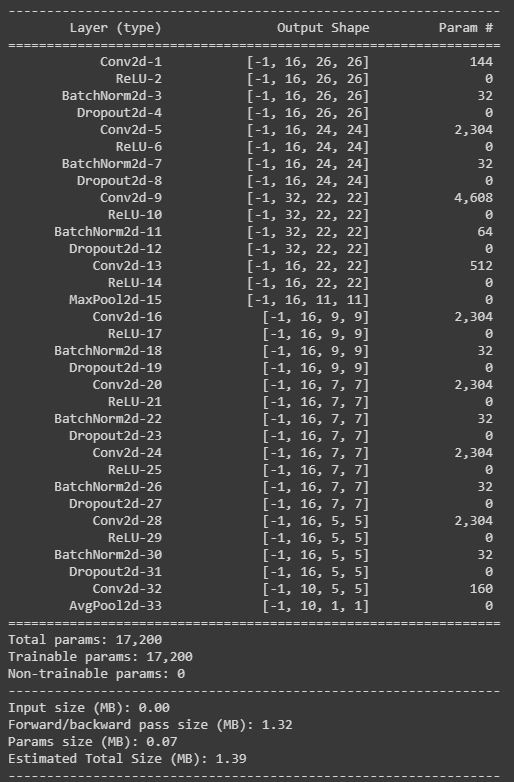 ----------------------------------------------------------------
Layer (type) Output Shape Param #
================================================================
Conv2d-1 [-1, 16, 26, 26] 144
ReLU-2 [-1, 16, 26, 26] 0
BatchNorm2d-3 [-1, 16, 26, 26] 32
Dropout2d-4 [-1, 16, 26, 26] 0
Conv2d-5 [-1, 16, 24, 24] 2,304
ReLU-6 [-1, 16, 24, 24] 0
BatchNorm2d-7 [-1, 16, 24, 24] 32
Dropout2d-8 [-1, 16, 24, 24] 0
Conv2d-9 [-1, 32, 22, 22] 4,608
ReLU-10 [-1, 32, 22, 22] 0
BatchNorm2d-11 [-1, 32, 22, 22] 64
Dropout2d-12 [-1, 32, 22, 22] 0
Conv2d-13 [-1, 16, 22, 22] 512
ReLU-14 [-1, 16, 22, 22] 0
MaxPool2d-15 [-1, 16, 11, 11] 0
Conv2d-16 [-1, 16, 9, 9] 2,304
ReLU-17 [-1, 16, 9, 9] 0
BatchNorm2d-18 [-1, 16, 9, 9] 32
Dropout2d-19 [-1, 16, 9, 9] 0
Conv2d-20 [-1, 16, 7, 7] 2,304
ReLU-21 [-1, 16, 7, 7] 0
BatchNorm2d-22 [-1, 16, 7, 7] 32
Dropout2d-23 [-1, 16, 7, 7] 0
Conv2d-24 [-1, 16, 7, 7] 2,304
ReLU-25 [-1, 16, 7, 7] 0
BatchNorm2d-26 [-1, 16, 7, 7] 32
Dropout2d-27 [-1, 16, 7, 7] 0
Conv2d-28 [-1, 16, 5, 5] 2,304
ReLU-29 [-1, 16, 5, 5] 0
BatchNorm2d-30 [-1, 16, 5, 5] 32
Dropout2d-31 [-1, 16, 5, 5] 0
Conv2d-32 [-1, 10, 5, 5] 160
AvgPool2d-33 [-1, 10, 1, 1] 0
================================================================
Total params: 17,200
Trainable params: 17,200
Non-trainable params: 0
----------------------------------------------------------------
Input size (MB): 0.00
Forward/backward pass size (MB): 1.32
Params size (MB): 0.07
Estimated Total Size (MB): 1.39
----------------------------------------------------------------